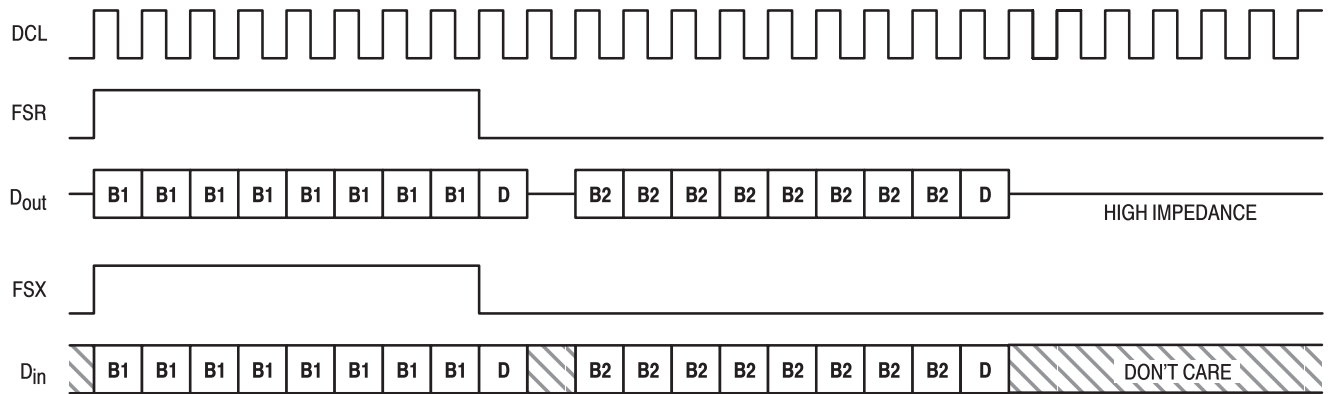 DCL
FSR
Dout B1 B1 B1 B1 B1 B1 B1 B1 D B2 B2 B2 B2 B2 B2 B2 B2 D
HIGH IMPEDANCE
FSX
Din B1 B1 B1 B1 B1 B1 B1 B1 D B2 B2 B2 B2 B2 B2 B2 B2 D DON'T CARE